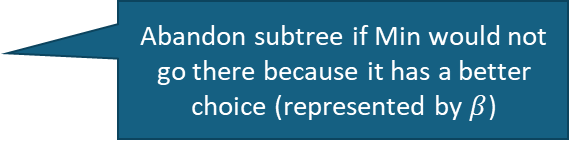 Abandon subtree if Min would not
go there because it has a better
choice (represented by 𝛽)